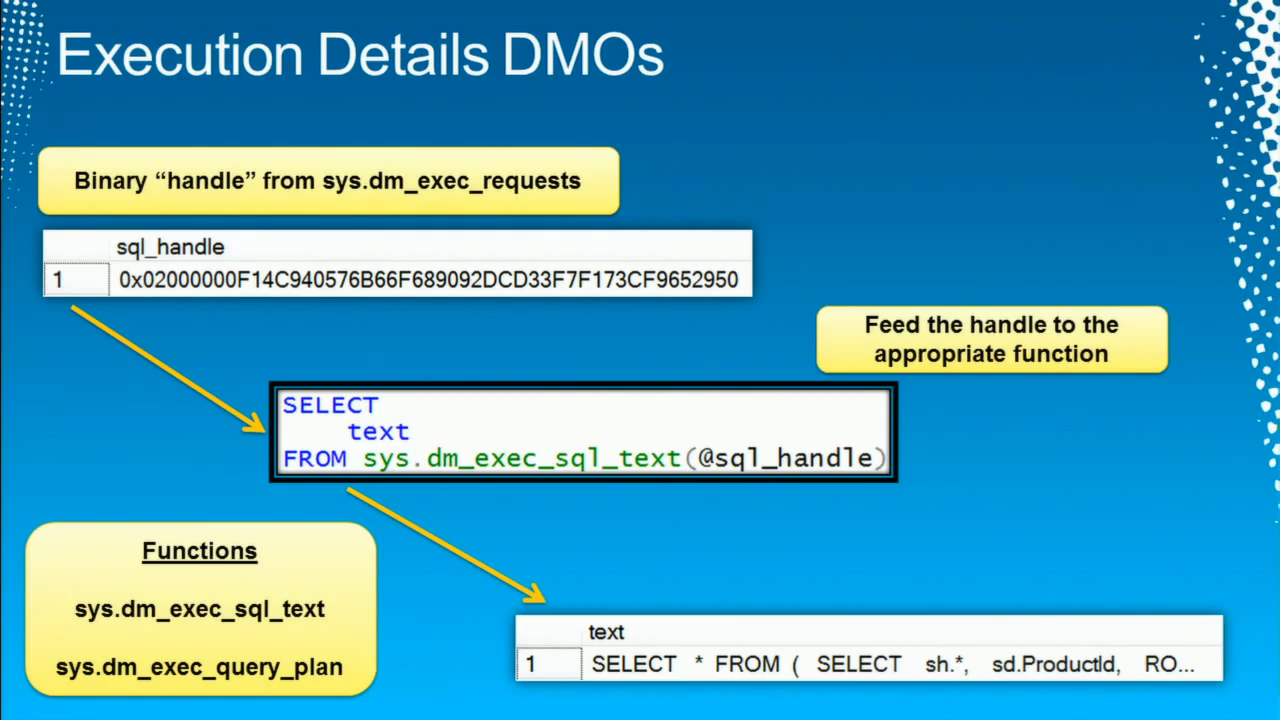 Execution Details DMOs
Binary “handle” from sys.dm_exec_requests
sql_handle
1 0x02000000F14C940576B66F689092DCD33F7F173CF9652950
Feed the handle to the
appropriate function
SELECT
text
FROM sys.dm_exec_sql_text(@sql_handle)
Functions
sys.dm_exec_sql_text
sys.dm_exec_query_plan
text
1 SELECT * FROM ( SELECT sh.*, sd.ProductId, RO...